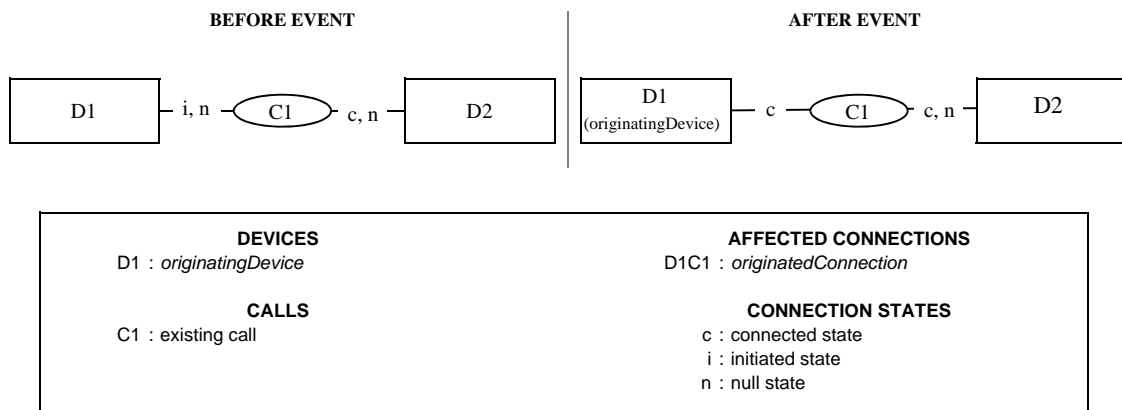 BEFORE EVENT
AFTER EVENT
D1
i, n
C1
c, n
D2
D1
(originatingDevice)
c
C1
c, n
D2
DEVICES
D1 : originatingDevice
CALLS
C1 : existing call
AFFECTED CONNECTIONS
D1C1 : originatedConnection
CONNECTION STATES
c : connected state
i : initiated state
n : null state